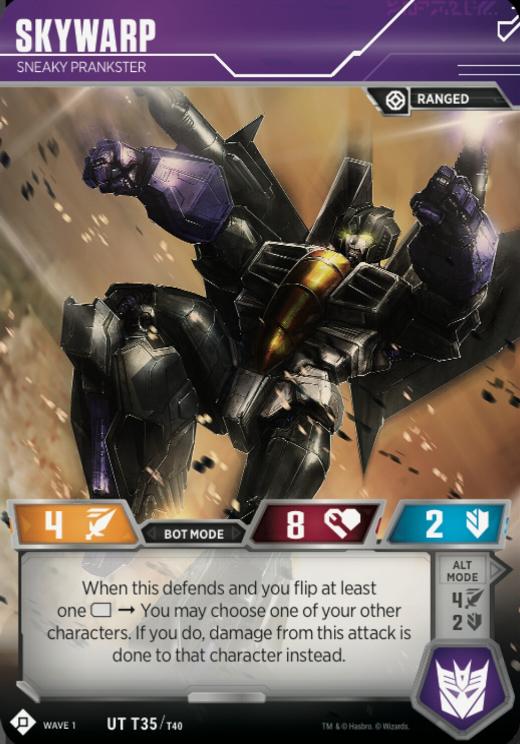 SKYWARP
SNEAKY PRANKSTER
RANGED
4
BOT MODE
8
2
When this defends and you flip at least
one → You may choose one of your other
characters. If you do, damage from this attack is
done to that character instead.
ALT
MODE
4
2
WAVE 1
UT T35/T40
TM & © Hasbro. © Wizards.